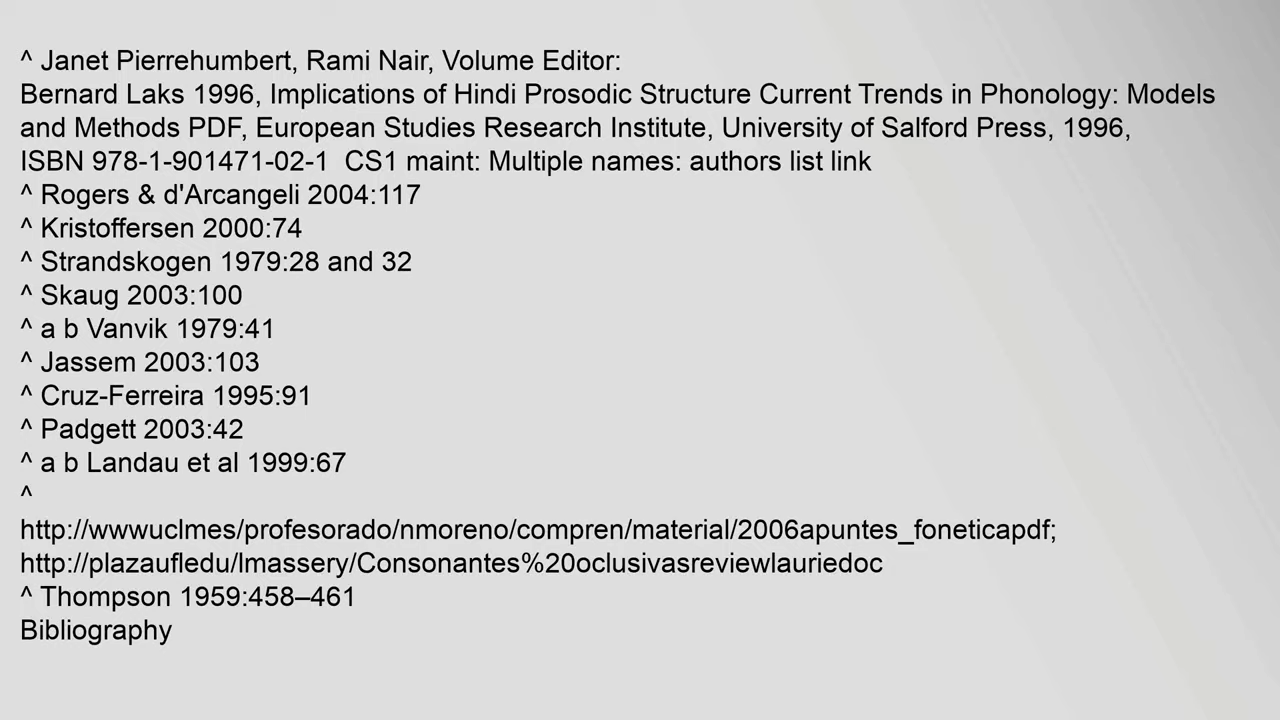 ^ Janet Pierrehumbert, Rami Nair, Volume Editor:
Bernard Laks 1996, Implications of Hindi Prosodic Structure Current Trends in Phonology: Models
and Methods PDF, European Studies Research Institute, University of Salford Press, 1996,
ISBN 978-1-901471-02-1  CS1 maint: Multiple names: authors list link
^ Rogers & d'Arcangeli 2004:117
^ Kristoffersen 2000:74
^ Strandskogen 1979:28 and 32
^ Skaug 2003:100
^ a b Vanvik 1979:41
^ Jassem 2003:103
^ Cruz-Ferreira 1995:91
^ Padgett 2003:42
^ a b Landau et al 1999:67
^
http://wwwuclmes/profesorado/nmoreno/compren/material/2006apuntes_foneticapdf;
http://plazaufledu/lmassery/Consonantes%20oclusivasreviewlauriedoc
^ Thompson 1959:458–461
Bibliography